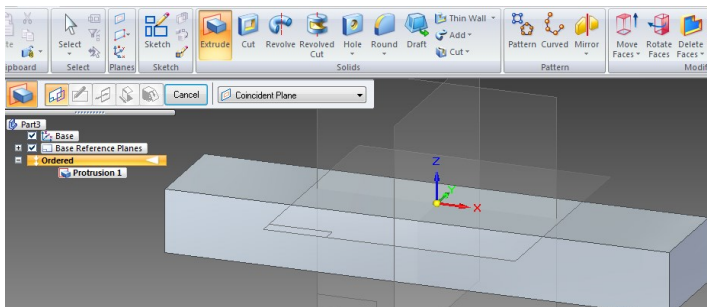 Select Sketch Extrude Cut Revolve Revolved Cut Hole Round Draft Thin Wall Add Cut Pattern Curved Mirror Move Faces Rotate Faces Delete Faces
Select Planes Sketch Solids Pattern
Cancel Coincident Plane
Part3
Base
Base Reference Planes
Ordered
Protrusion 1
Z
Y
X